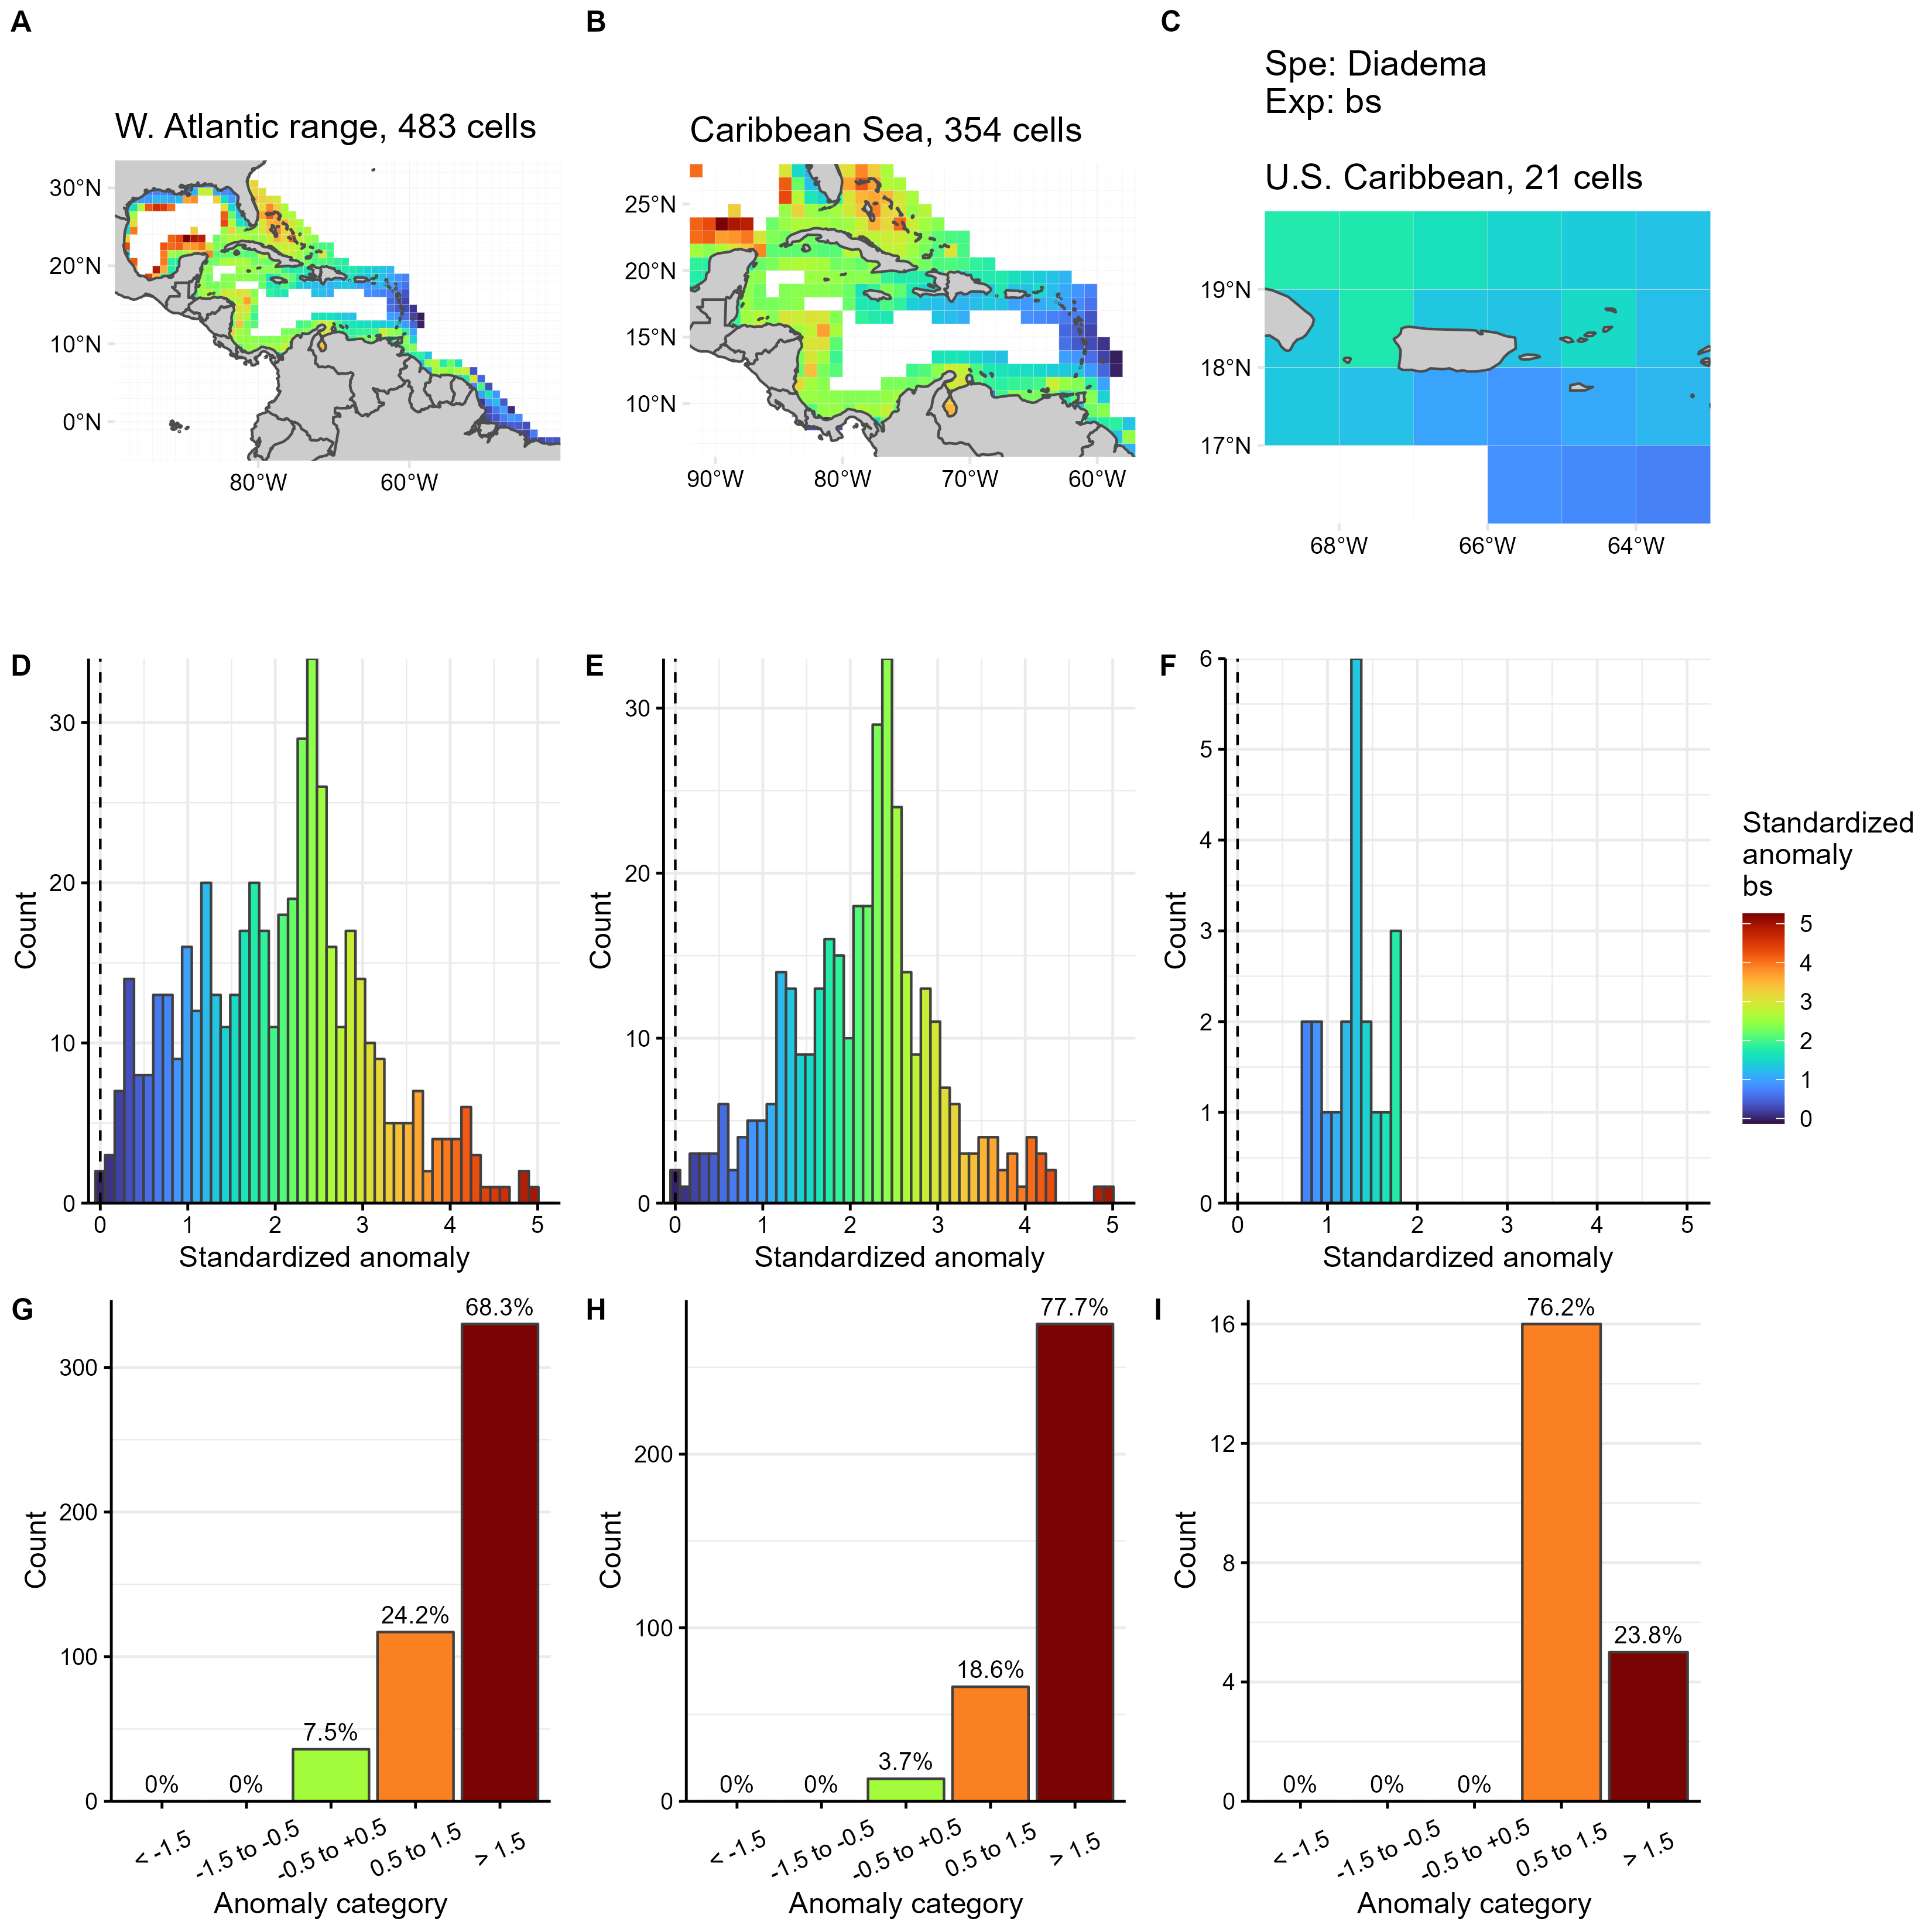 A
B
C
Spe: Diadema
Exp: bs
W. Atlantic range, 483 cells
Caribbean Sea, 354 cells
U.S. Caribbean, 21 cells
30°N
20°N
10°N
0°N
80°W
60°W
25°N
20°N
15°N
10°N
90°W
80°W
70°W
60°W
19°N
18°N
17°N
68°W
66°W
64°W
D
Count
30
20
10
0
0
1
2
3
4
5
Standardized anomaly
E
Count
30
20
10
0
0
1
2
3
4
5
Standardized anomaly
F
Count
6
5
4
3
2
1
0
0
1
2
3
4
5
Standardized anomaly
Standardized
anomaly
bs
5
4
3
2
1
0
G
Count
300
200
100
0
0%
0%
7.5%
24.2%
68.3%
< -1.5
-1.5 to -0.5
-0.5 to +0.5
0.5 to 1.5
> 1.5
Anomaly category
H
Count
200
100
0
0%
0%
3.7%
18.6%
77.7%
< -1.5
-1.5 to -0.5
-0.5 to +0.5
0.5 to 1.5
> 1.5
Anomaly category
I
Count
16
12
8
4
0
0%
0%
0%
76.2%
23.8%
< -1.5
-1.5 to -0.5
-0.5 to +0.5
0.5 to 1.5
> 1.5
Anomaly category